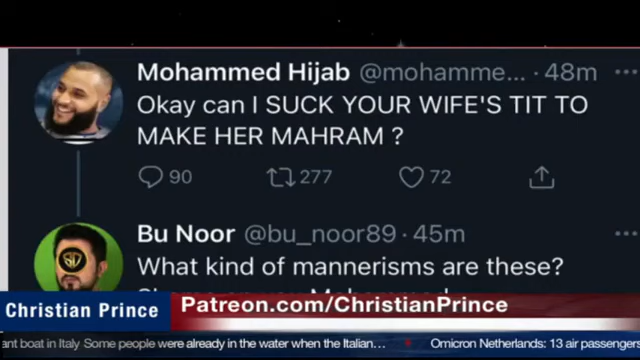 Mohammed Hijab @mohamme... · 48m
Okay can I SUCK YOUR WIFE'S TIT TO
MAKE HER MAHRAM ?
90 277 72
Bu Noor @bu_noor89 · 45m
What kind of mannerisms are these?
Christian Prince
Patreon.com/ChristianPrince
ant boat in Italy Some people were already in the water when the Italian... Omicron Netherlands: 13 air passengers